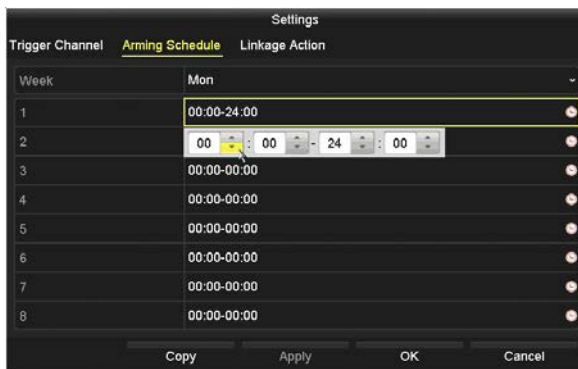 Settings
Trigger Channel Arming Schedule Linkage Action
Week Mon
1 00:00-24:00
2 00 : 00 - 24 : 00
3 00:00-00:00
4 00:00-00:00
5 00:00-00:00
6 00:00-00:00
7 00:00-00:00
8 00:00-00:00
Copy Apply OK Cancel